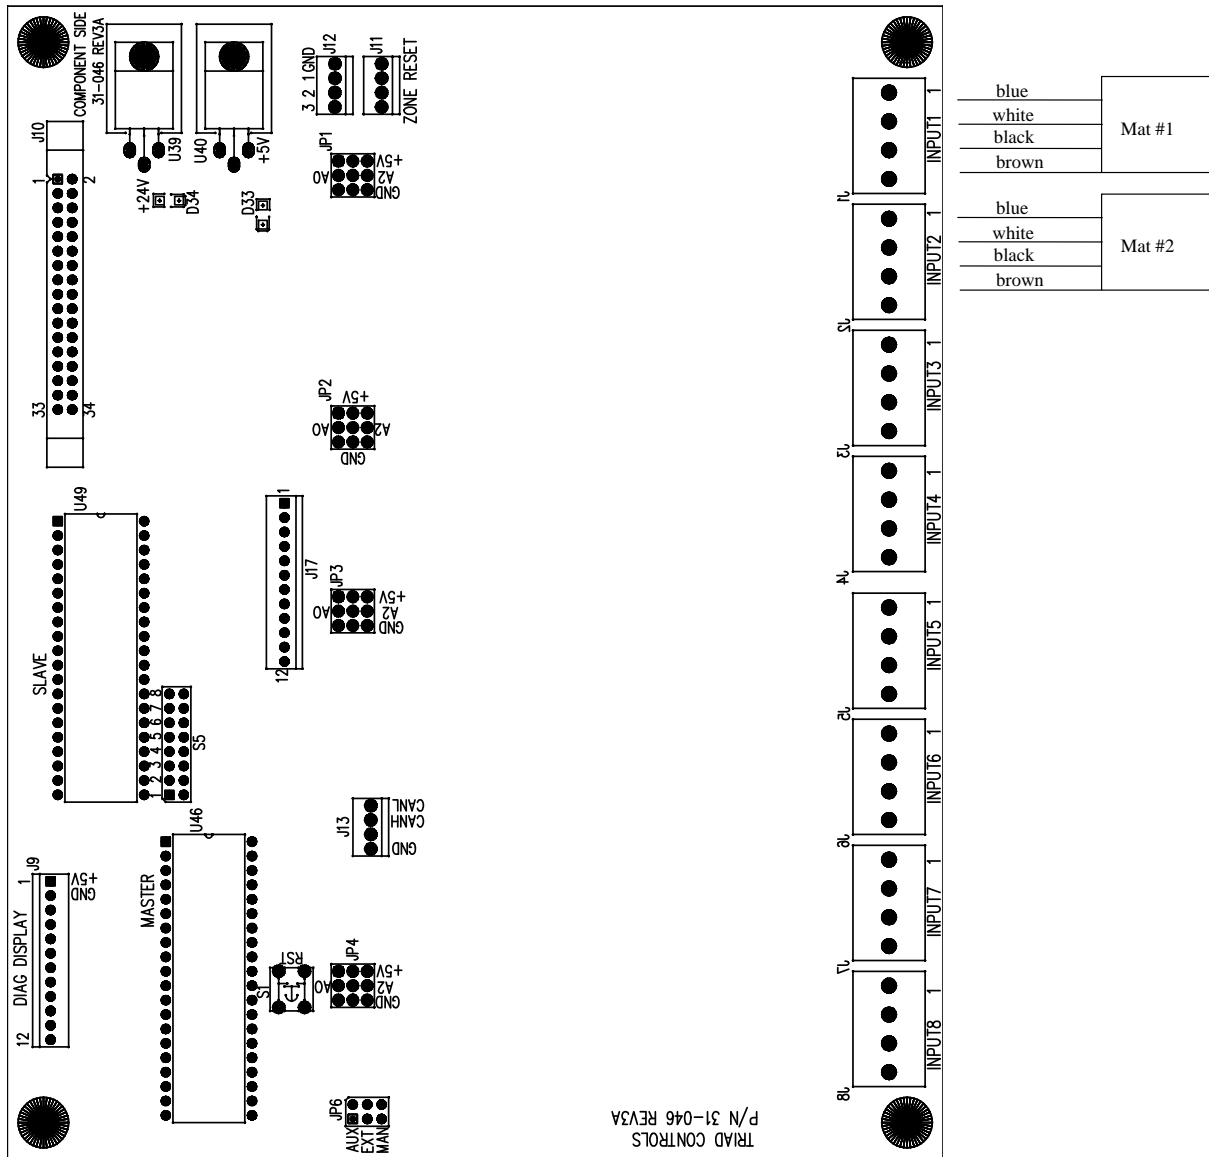 COMPONENT SIDE
31-046 REV3A
J10
1
2
33
34
U39
+24V
D34
U40
+5V
D33
J12
3 2 1 GND
J11
ZONE RESET
JP1
A0
+5V
A2
GND
JP2
+5V
A0
A2
GND
U49
SLAVE
1 2 3 4 5 6 7 8
S5
1
J17
12
JP3
A0
+5V
A2
GND
U46
MASTER
J13
CANL
CANH
GND
J9
1
+5V
GND
DIAG DISPLAY
12
S1
RST
JP4
A0
+5V
A2
GND
JP6
AUX
EXT
MAN
TRIAD CONTROLS
P/N 31-046 REV3A
1
INPUT1
J1
1
INPUT2
J2
1
INPUT3
J3
1
INPUT4
J4
1
INPUT5
J5
1
INPUT6
J6
1
INPUT7
J7
1
INPUT8
J8
blue
white
black
brown
Mat #1
blue
white
black
brown
Mat #2